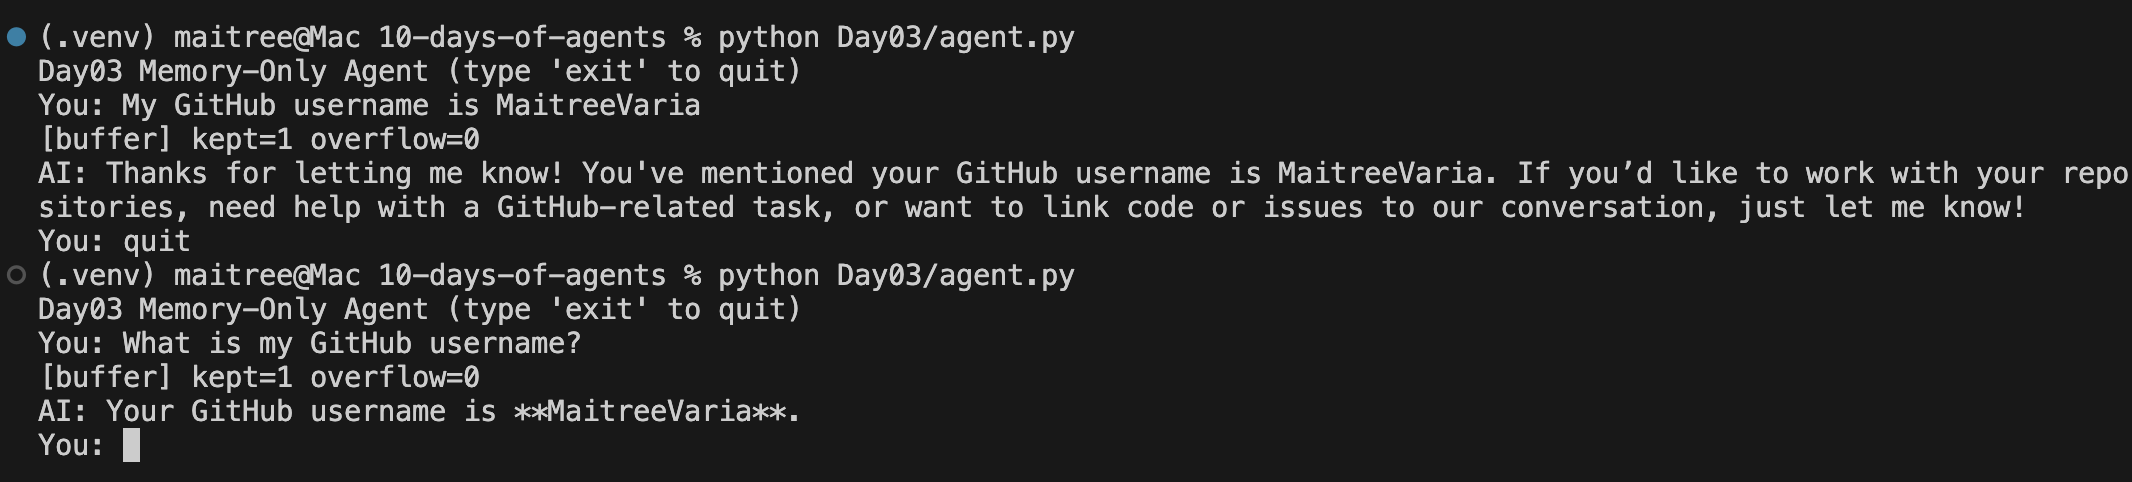 (.venv) maitree@Mac 10-days-of-agents % python Day03/agent.py
Day03 Memory-Only Agent (type 'exit' to quit)
You: My GitHub username is MaitreeVaria
[buffer] kept=1 overflow=0
AI: Thanks for letting me know! You've mentioned your GitHub username is MaitreeVaria. If you’d like to work with your repo
sitories, need help with a GitHub-related task, or want to link code or issues to our conversation, just let me know!
You: quit
(.venv) maitree@Mac 10-days-of-agents % python Day03/agent.py
Day03 Memory-Only Agent (type 'exit' to quit)
You: What is my GitHub username?
[buffer] kept=1 overflow=0
AI: Your GitHub username is **MaitreeVaria**.
You: